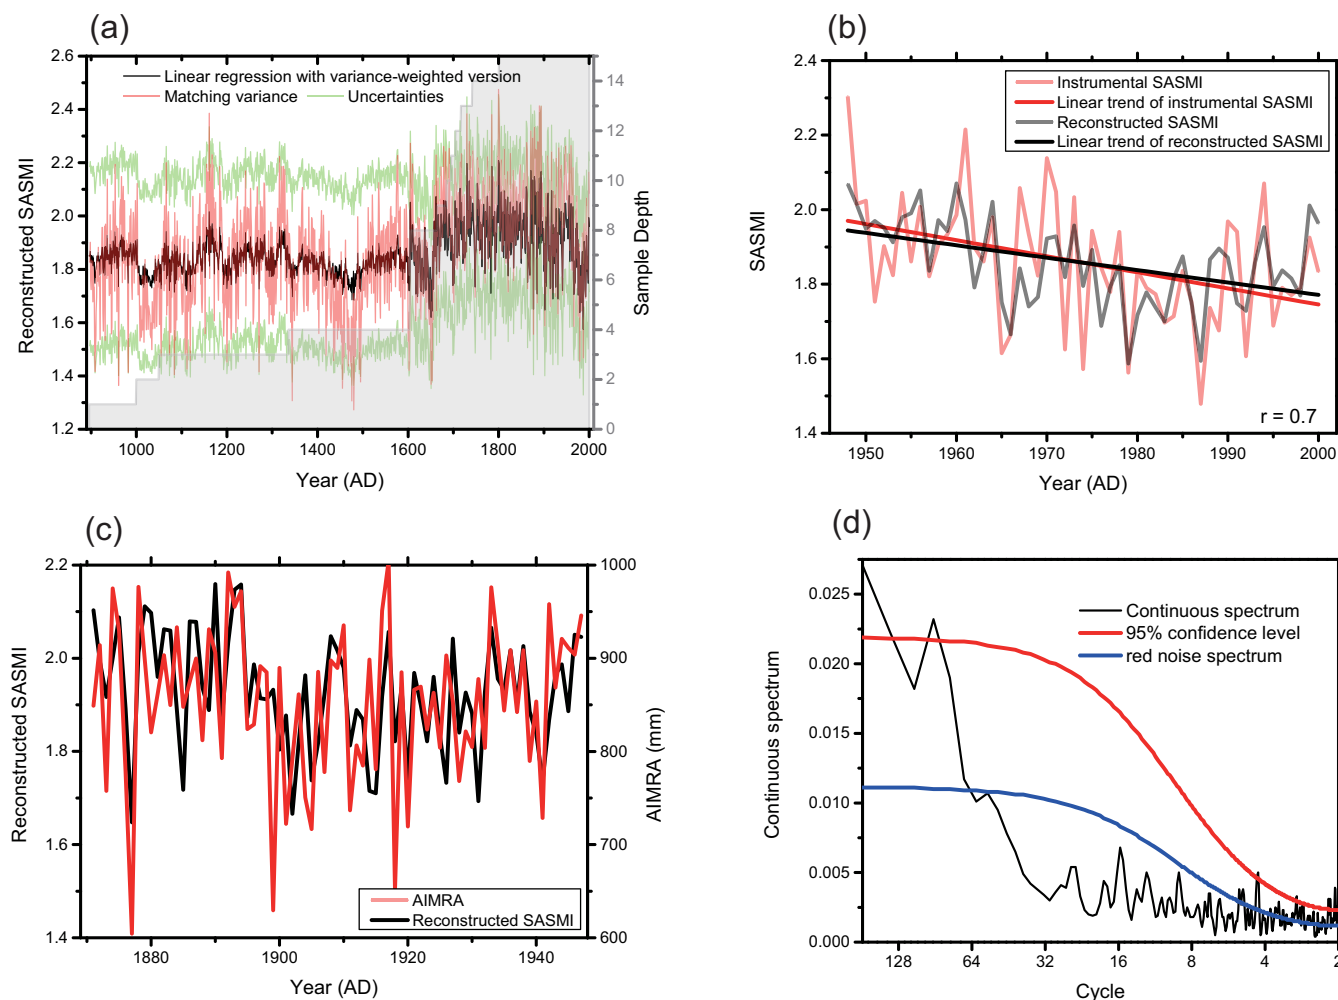 (a)
2.6
2.4
2.2
2.0
1.8
1.6
1.4
1.2
Reconstructed SASMI
Linear regression with variance-weighted version
Matching variance
Uncertainties
14
12
10
8
6
4
2
0
Sample Depth
1000 1200 1400 1600 1800 2000
Year (AD)
(b)
2.4
2.2
2.0
1.8
1.6
1.4
SASMI
Instrumental SASMI
Linear trend of instrumental SASMI
Reconstructed SASMI
Linear trend of reconstructed SASMI
r = 0.7
1950 1960 1970 1980 1990 2000
Year (AD)
(c)
2.2
2.0
1.8
1.6
1.4
Reconstructed SASMI
1000
900
800
700
600
AIMRA (mm)
AIMRA
Reconstructed SASMI
1880 1900 1920 1940
Year (AD)
(d)
0.025
0.020
0.015
0.010
0.005
0.000
Continuous spectrum
Continuous spectrum
95% confidence level
red noise spectrum
128 64 32 16 8 4 2
Cycle